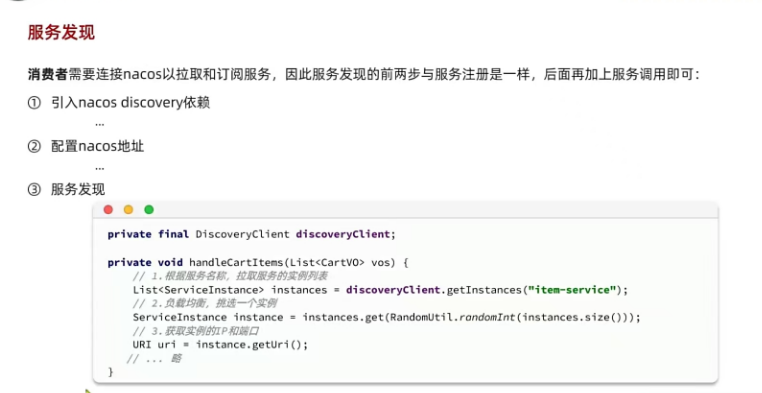 服务发现
消费者需要连接nacos以拉取和订阅服务，因此服务发现的前两步与服务注册是一样，后面再加上服务调用即可：
① 引入nacos discovery依赖
...
② 配置nacos地址
...
③ 服务发现
private final DiscoveryClient discoveryClient;
private void handleCartItems(List<CartVO> vos) {
// 1.根据服务名称，拉取服务的实例列表
List<ServiceInstance> instances = discoveryClient.getInstances("item-service");
// 2.负载均衡，挑选一个实例
ServiceInstance instance = instances.get(RandomUtil.randomInt(instances.size()));
// 3.获取实例的IP和端口
URI uri = instance.getUri();
// ... 略
}